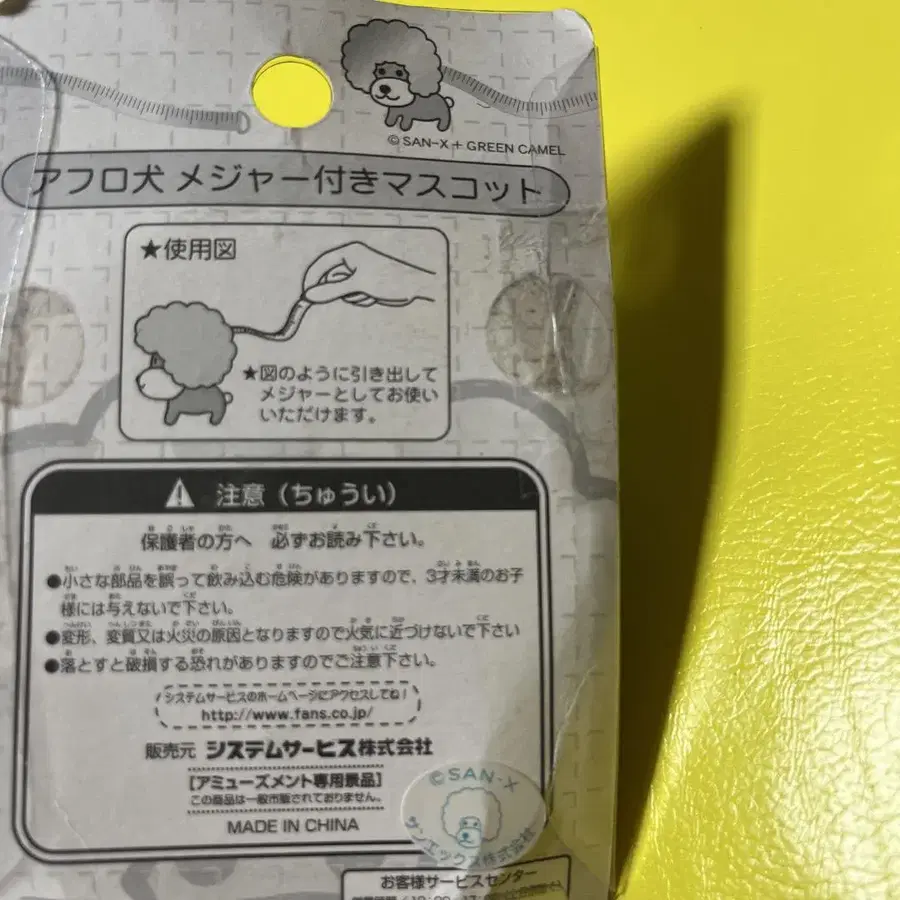 © SAN-X + GREEN CAMEL
アフロ犬 メジャー付きマスコット
★使用図
★図のように引き出して
メジャーとしてお使い
いただけます。
注意（ちゅうい）
保護者の方へ 必ずお読み下さい。
●小さな部品を誤って飲み込む危険がありますので、3才未満のお子
様には与えないで下さい。
●変形、変質又は火災の原因となりますので火気に近づけないで下さい
●落とすと破損する恐れがありますのでご注意下さい。
システムサービスのホームページにアクセスしてね！
http://www.fans.co.jp/
販売元 システムサービス株式会社
[アミューズメント専用景品]
この商品は一般市販されておりません。
MADE IN CHINA
© SAN-X
サンエックス株式会社
お客様サービスセンター